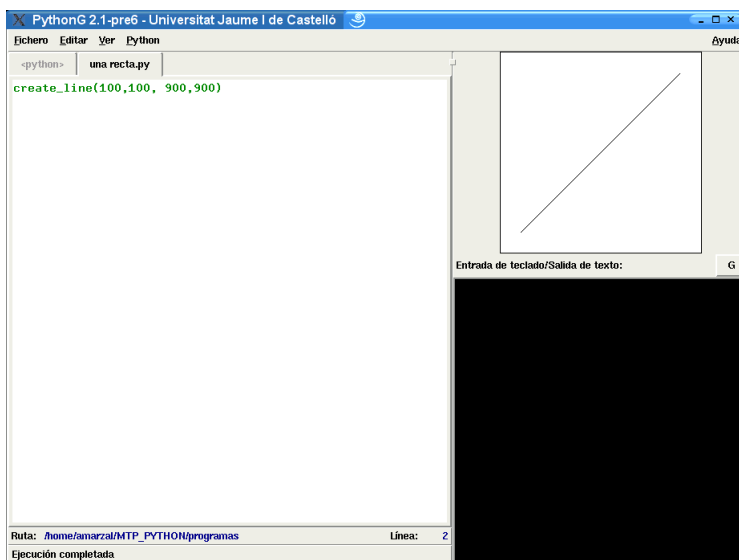 PythonG 2.1-pre6 - Universitat Jaume I de Castelló
Fichero Editar Ver Python Ayuda
<python> una recta.py
create_line(100,100, 900,900)
Entrada de teclado/Salida de texto: G
Ruta: /home/amarzal/MTP_PYTHON/programas Línea: 2
Ejecución completada